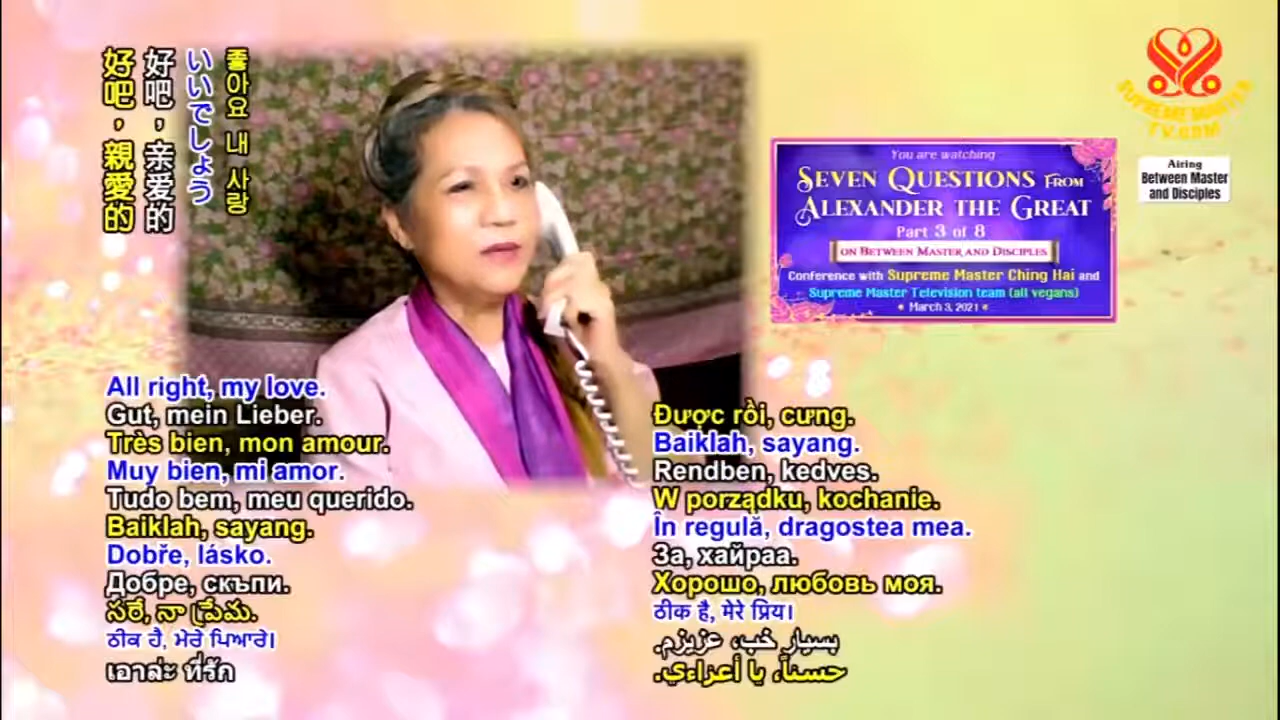 좋아요 내 사랑
いいでしょう
好吧，亲爱的
好吧，親愛的
SUPREME MASTER
TV.COM
Airing
Between Master
and Disciples
You are watching
SEVEN QUESTIONS FROM
ALEXANDER THE GREAT
Part 3 of 8
ON BETWEEN MASTER AND DISCIPLES
Conference with Supreme Master Ching Hai and
Supreme Master Television team (all vegans)
March 3, 2021
All right, my love.
Gut, mein Lieber.
Très bien, mon amour.
Muy bien, mi amor.
Tudo bem, meu querido.
Baiklah, sayang.
Dobře, lásko.
Добре, скъпи.
సరే, నా ప్రేమ.
ਠੀਕ ਹੈ, ਮੇਰੇ ਪਿਆਰੇ।
เอาล่ะ ที่รัก
Được rồi, cưng.
Baiklah, sayang.
Rendben, kedves.
W porządku, kochanie.
În regulă, dragostea mea.
За, хайраа.
Хорошо, любовь моя.
ठीक है, मेरे प्रिय।
بسیار خب، عزیزم.
حسناً، يا أعزاءي.